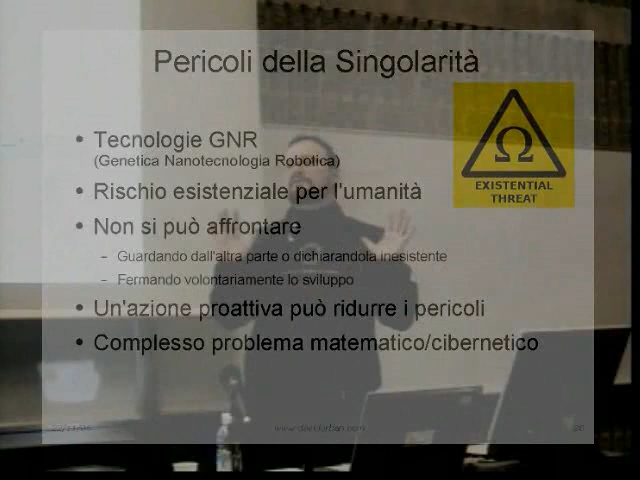 Pericoli della Singolarità
Ω
EXISTENTIAL
THREAT
• Tecnologie GNR
(Genetica Nanotecnologia Robotica)
• Rischio esistenziale per l'umanità
• Non si può affrontare
– Guardando dall'altra parte o dichiarandola inesistente
– Fermando volontariamente lo sviluppo
• Un'azione proattiva può ridurre i pericoli
• Complesso problema matematico/cibernetico